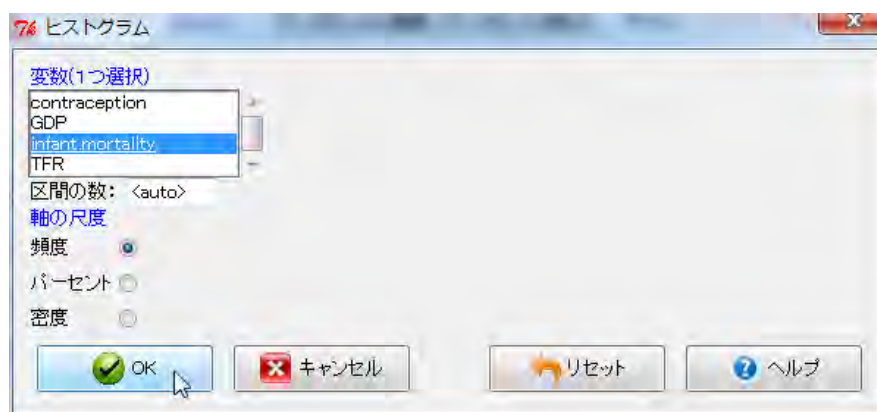 ヒストグラム
変数(1つ選択)
contraception
GDP
infant.mortality
TFR
区間の数: <auto>
軸の尺度
頻度
パーセント
密度
OK キャンセル リセット ヘルプ